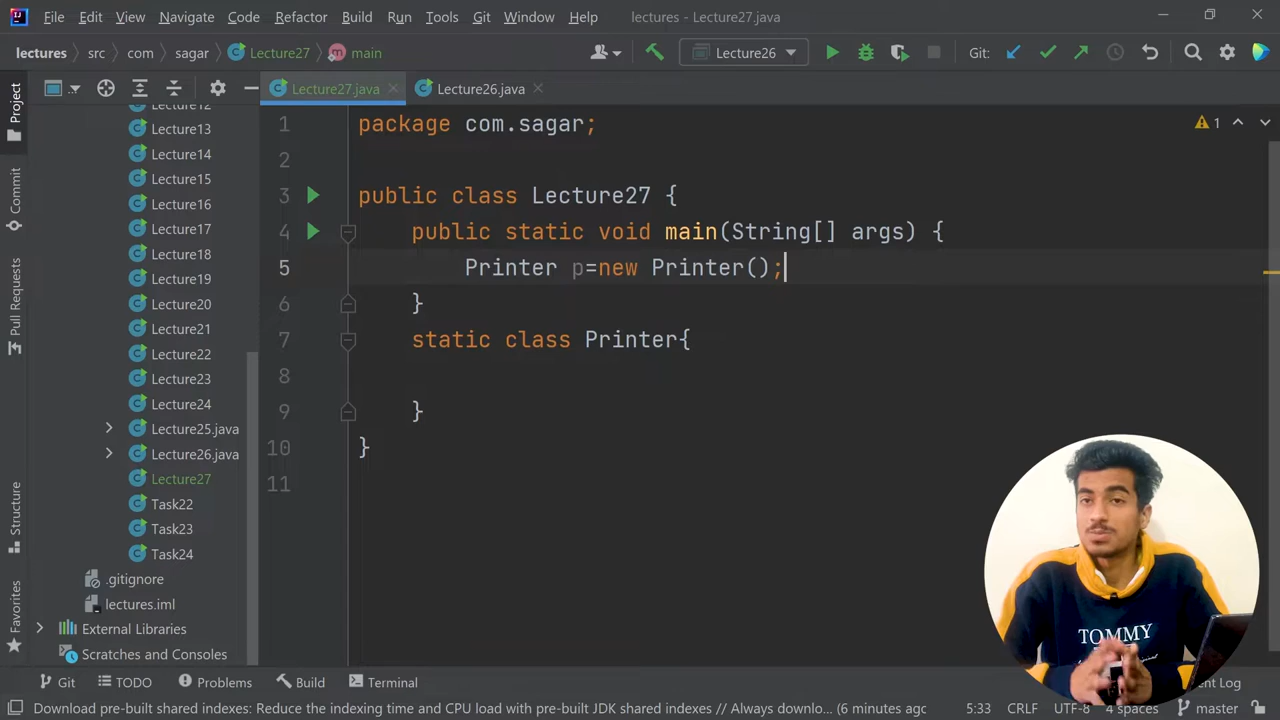 File Edit View Navigate Code Refactor Build Run Tools Git Window Help lectures - Lecture27.java
lectures src com sagar Lecture27 main Lecture26 Git:
Lecture27.java Lecture26.java
Project
Commit
Pull Requests
Structure
Favorites
Lecture12
Lecture13
Lecture14
Lecture15
Lecture16
Lecture17
Lecture18
Lecture19
Lecture20
Lecture21
Lecture22
Lecture23
Lecture24
Lecture25.java
Lecture26.java
Lecture27
Task22
Task23
Task24
.gitignore
lectures.iml
External Libraries
Scratches and Consoles
1 package com.sagar; 1
2
3 public class Lecture27 {
4 public static void main(String[] args) {
5 Printer p=new Printer();
6 }
7 static class Printer{
8
9 }
10 }
11
TOMMY
Git TODO Problems Build Terminal nt Log
Download pre-built shared indexes: Reduce the indexing time and CPU load with pre-built JDK shared indexes // Always downlo... (6 minutes agc 5:33 CRLF UTF-8 4 spaces master